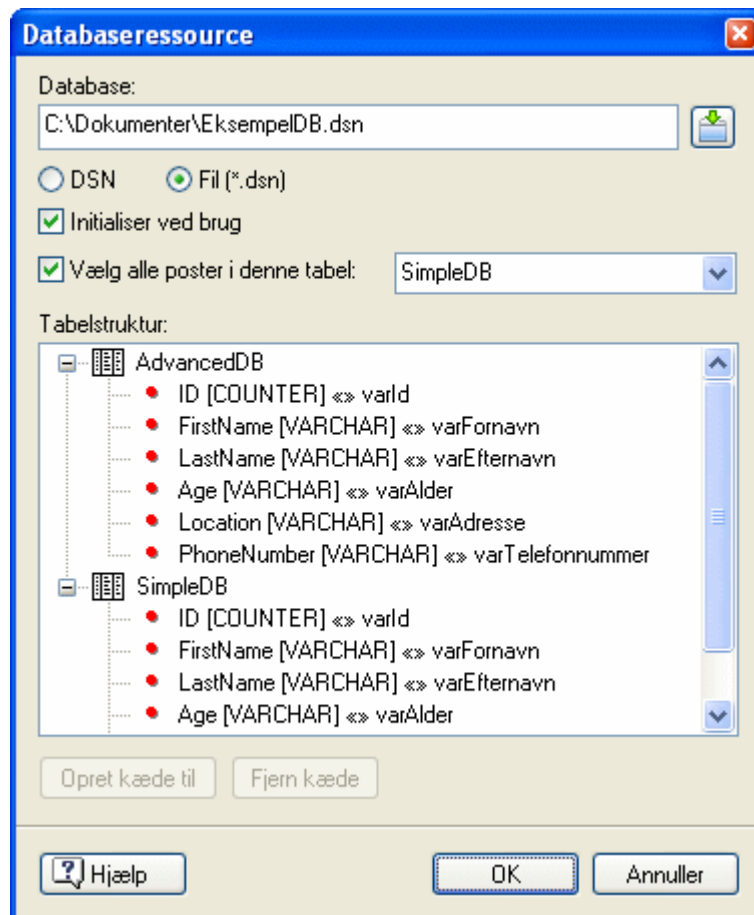 Databaseressource
Database:
C:\Dokumenter\EksempelDB.dsn
DSN Fil (*.dsn)
Initialiser ved brug
Vælg alle poster i denne tabel: SimpleDB
Tabelstruktur:
AdvancedDB
ID [COUNTER] «» varId
FirstName [VARCHAR] «» varFornavn
LastName [VARCHAR] «» varEfternavn
Age [VARCHAR] «» varAlder
Location [VARCHAR] «» varAdresse
PhoneNumber [VARCHAR] «» varTelefonnummer
SimpleDB
ID [COUNTER] «» varId
FirstName [VARCHAR] «» varFornavn
LastName [VARCHAR] «» varEfternavn
Age [VARCHAR] «» varAlder
Opret kæde til Fjern kæde
Hjælp OK Annuller